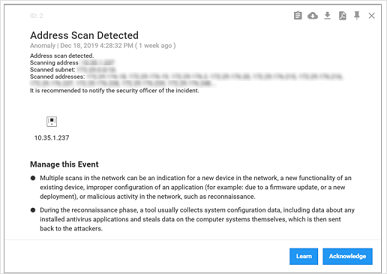 ID: 2
Address Scan Detected
Anomaly | Dec 18, 2019 4:28:32 PM ( 1 week ago )
Address scan detected.
Scanning address
Scanned subnet:
Scanned addresses:
It is recommended to notify the security officer of the incident.
10.35.1.237
Manage this Event
● Multiple scans in the network can be an indication for a new device in the network, a new functionality of an
existing device, improper configuration of an application (for example: due to a firmware update, or a new
deployment), or malicious activity in the network, such as reconnaissance.
● During the reconnaissance phase, a tool usually collects system configuration data, including data about any
installed antivirus applications and steals data on the computer systems themselves, which is then sent
back to the attackers.
Learn Acknowledge